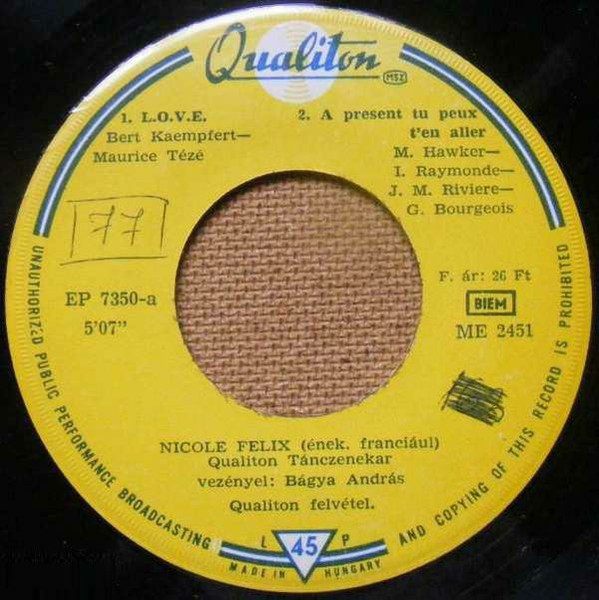 Qualiton
MSZ
1. L.O.V.E.
Bert Kaempfert—
Maurice Tézé
2. A present tu peux
t'en aller
M. Hawker—
I. Raymonde—
J. M. Riviere—
G. Bourgeois
77
EP 7350-a
5'07"
F. ár: 26 Ft
BIEM
ME 2451
NICOLE FELIX (ének. franciául)
Qualiton Tánczenekar
vezényel: Bágya András
Qualiton felvétel.
L 45 P
MADE IN HUNGARY
UNAUTHORIZED PUBLIC PERFORMANCE BROADCASTING AND COPYING OF THIS RECORD IS PROHIBITED